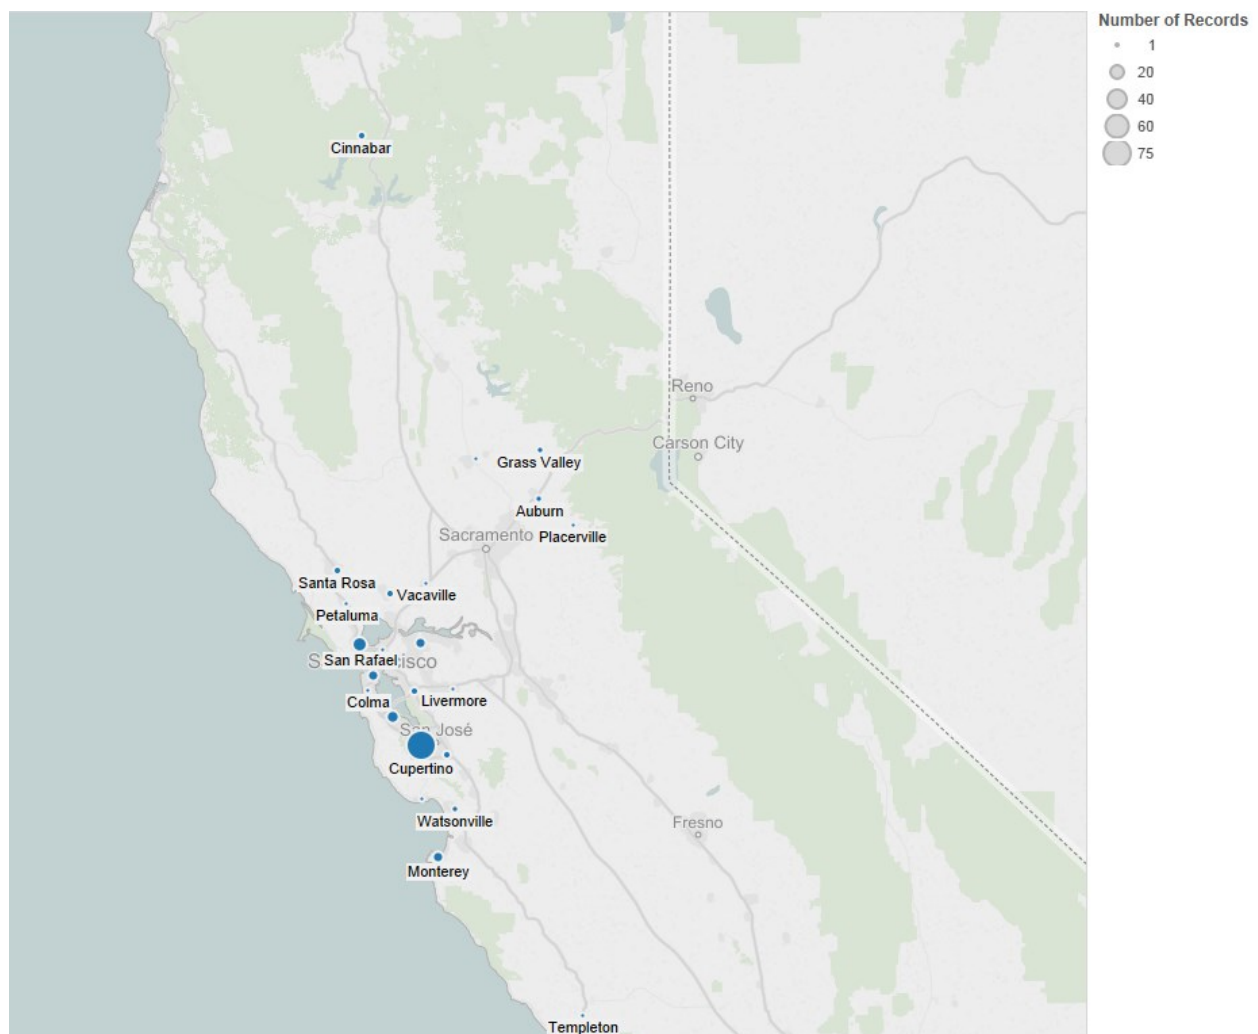 Number of Records
1
20
40
60
75
Cinnabar
Reno
Carson City
Grass Valley
Auburn
Sacramento
Placerville
Santa Rosa
Vacaville
Petaluma
San Rafael
Colma
Livermore
San José
Cupertino
Watsonville
Fresno
Monterey
Templeton